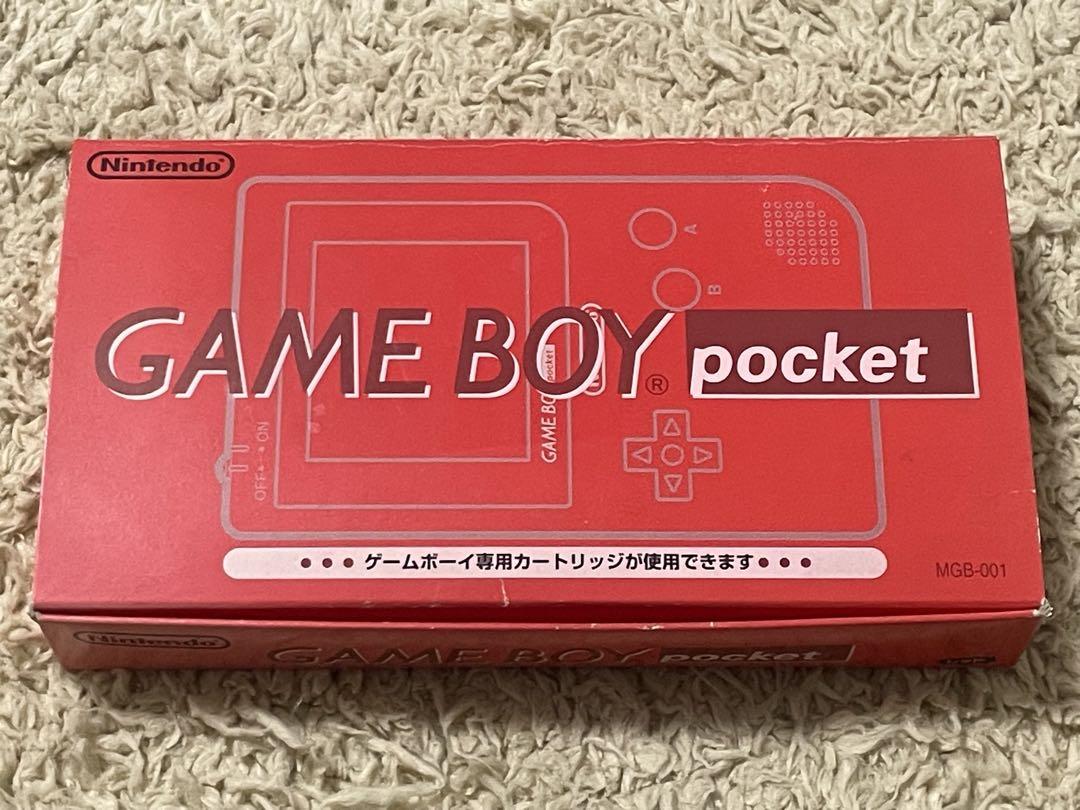 Nintendo®
A
B
GAME BOY® pocket
GAME BOY pocket
OFF ON
●●● ゲームボーイ専用カートリッジが使用できます ●●●
MGB-001
Nintendo®
GAME BOY pocket